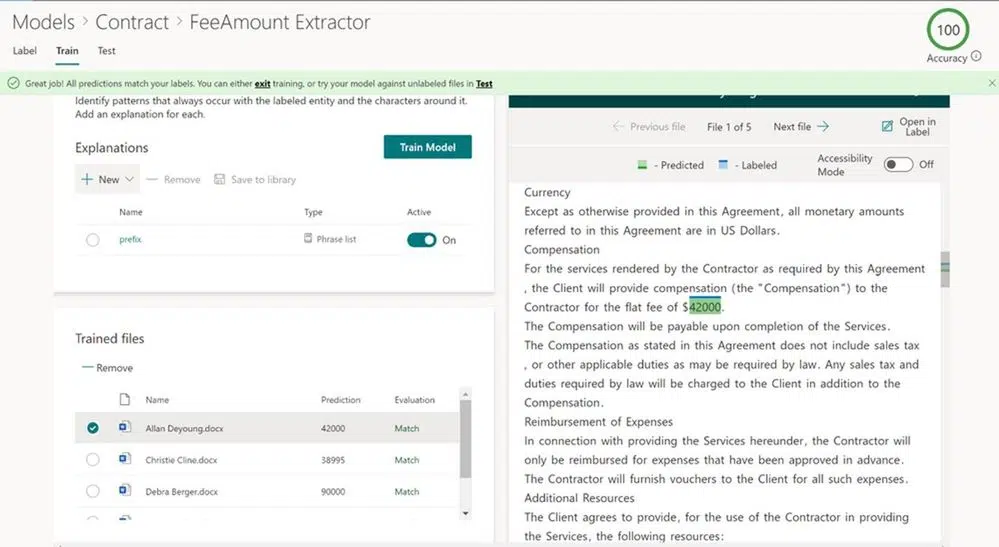 Models > Contract > FeeAmount Extractor
100
Accuracy
Label Train Test
Great job! All predictions match your labels. You can either exit training, or try your model against unlabeled files in Test
Identify patterns that always occur with the labeled entity and the characters around it.
Add an explanation for each.
Explanations
Train Model
New Remove Save to library
Name Type Active
prefix Phrase list On
Trained files
Remove
Name Prediction Evaluation
Allan Deyoung.docx 42000 Match
Christie Cline.docx 38995 Match
Debra Berger.docx 90000 Match
Previous file File 1 of 5 Next file
Open in
Label
- Predicted - Labeled
Accessibility
Mode
Off
Currency
Except as otherwise provided in this Agreement, all monetary amounts
referred to in this Agreement are in US Dollars.
Compensation
For the services rendered by the Contractor as required by this Agreement
, the Client will provide compensation (the "Compensation") to the
Contractor for the flat fee of $42000.
The Compensation will be payable upon completion of the Services.
The Compensation as stated in this Agreement does not include sales tax
, or other applicable duties as may be required by law. Any sales tax and
duties required by law will be charged to the Client in addition to the
Compensation.
Reimbursement of Expenses
In connection with providing the Services hereunder, the Contractor will
only be reimbursed for expenses that have been approved in advance.
The Contractor will furnish vouchers to the Client for all such expenses.
Additional Resources
The Client agrees to provide, for the use of the Contractor in providing
the Services, the following resources: